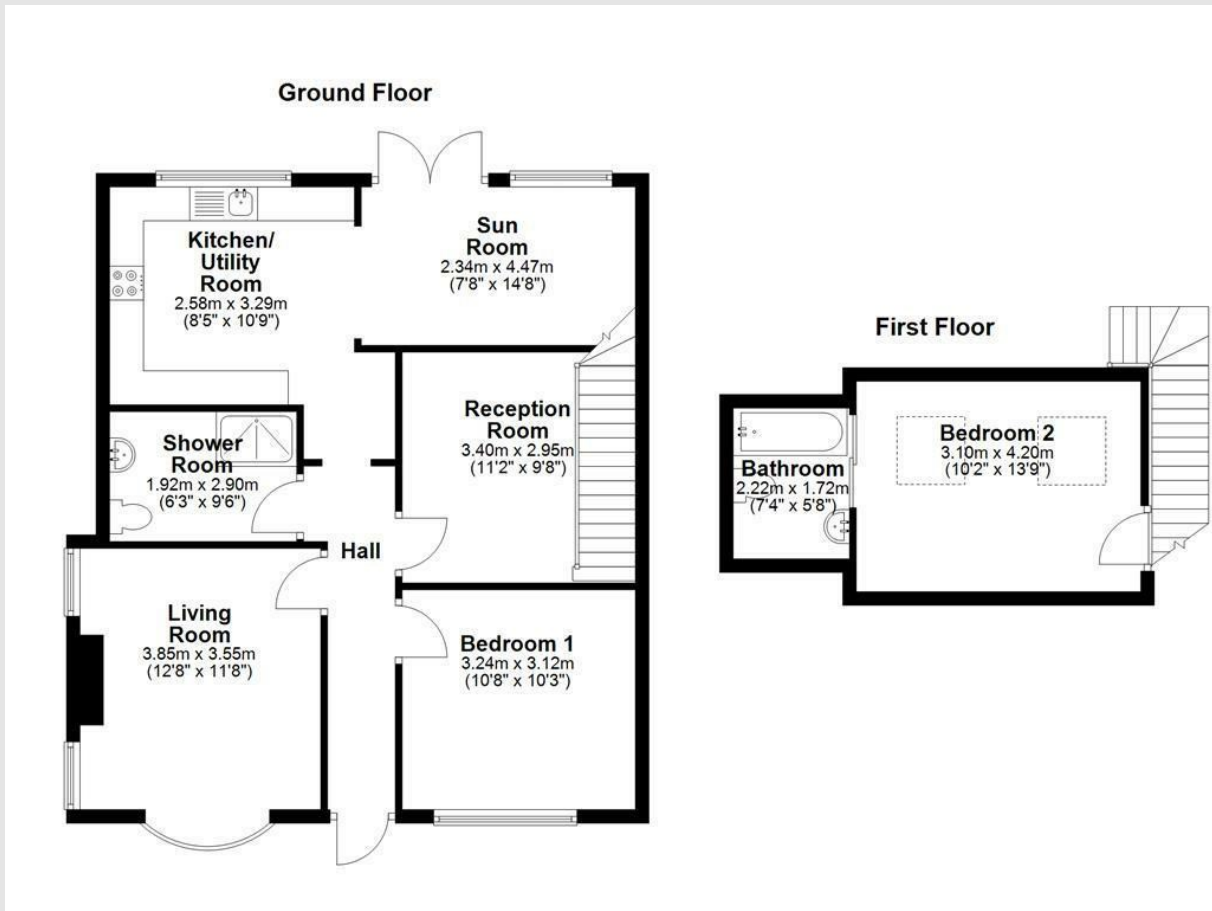 Ground Floor
Kitchen/
Utility
Room
2.58m x 3.29m
(8'5" x 10'9")
Sun
Room
2.34m x 4.47m
(7'8" x 14'8")
Shower
Room
1.92m x 2.90m
(6'3" x 9'6")
Reception
Room
3.40m x 2.95m
(11'2" x 9'8")
Hall
Living
Room
3.85m x 3.55m
(12'8" x 11'8")
Bedroom 1
3.24m x 3.12m
(10'8" x 10'3")
First Floor
Bathroom
2.22m x 1.72m
(7'4" x 5'8")
Bedroom 2
3.10m x 4.20m
(10'2" x 13'9")